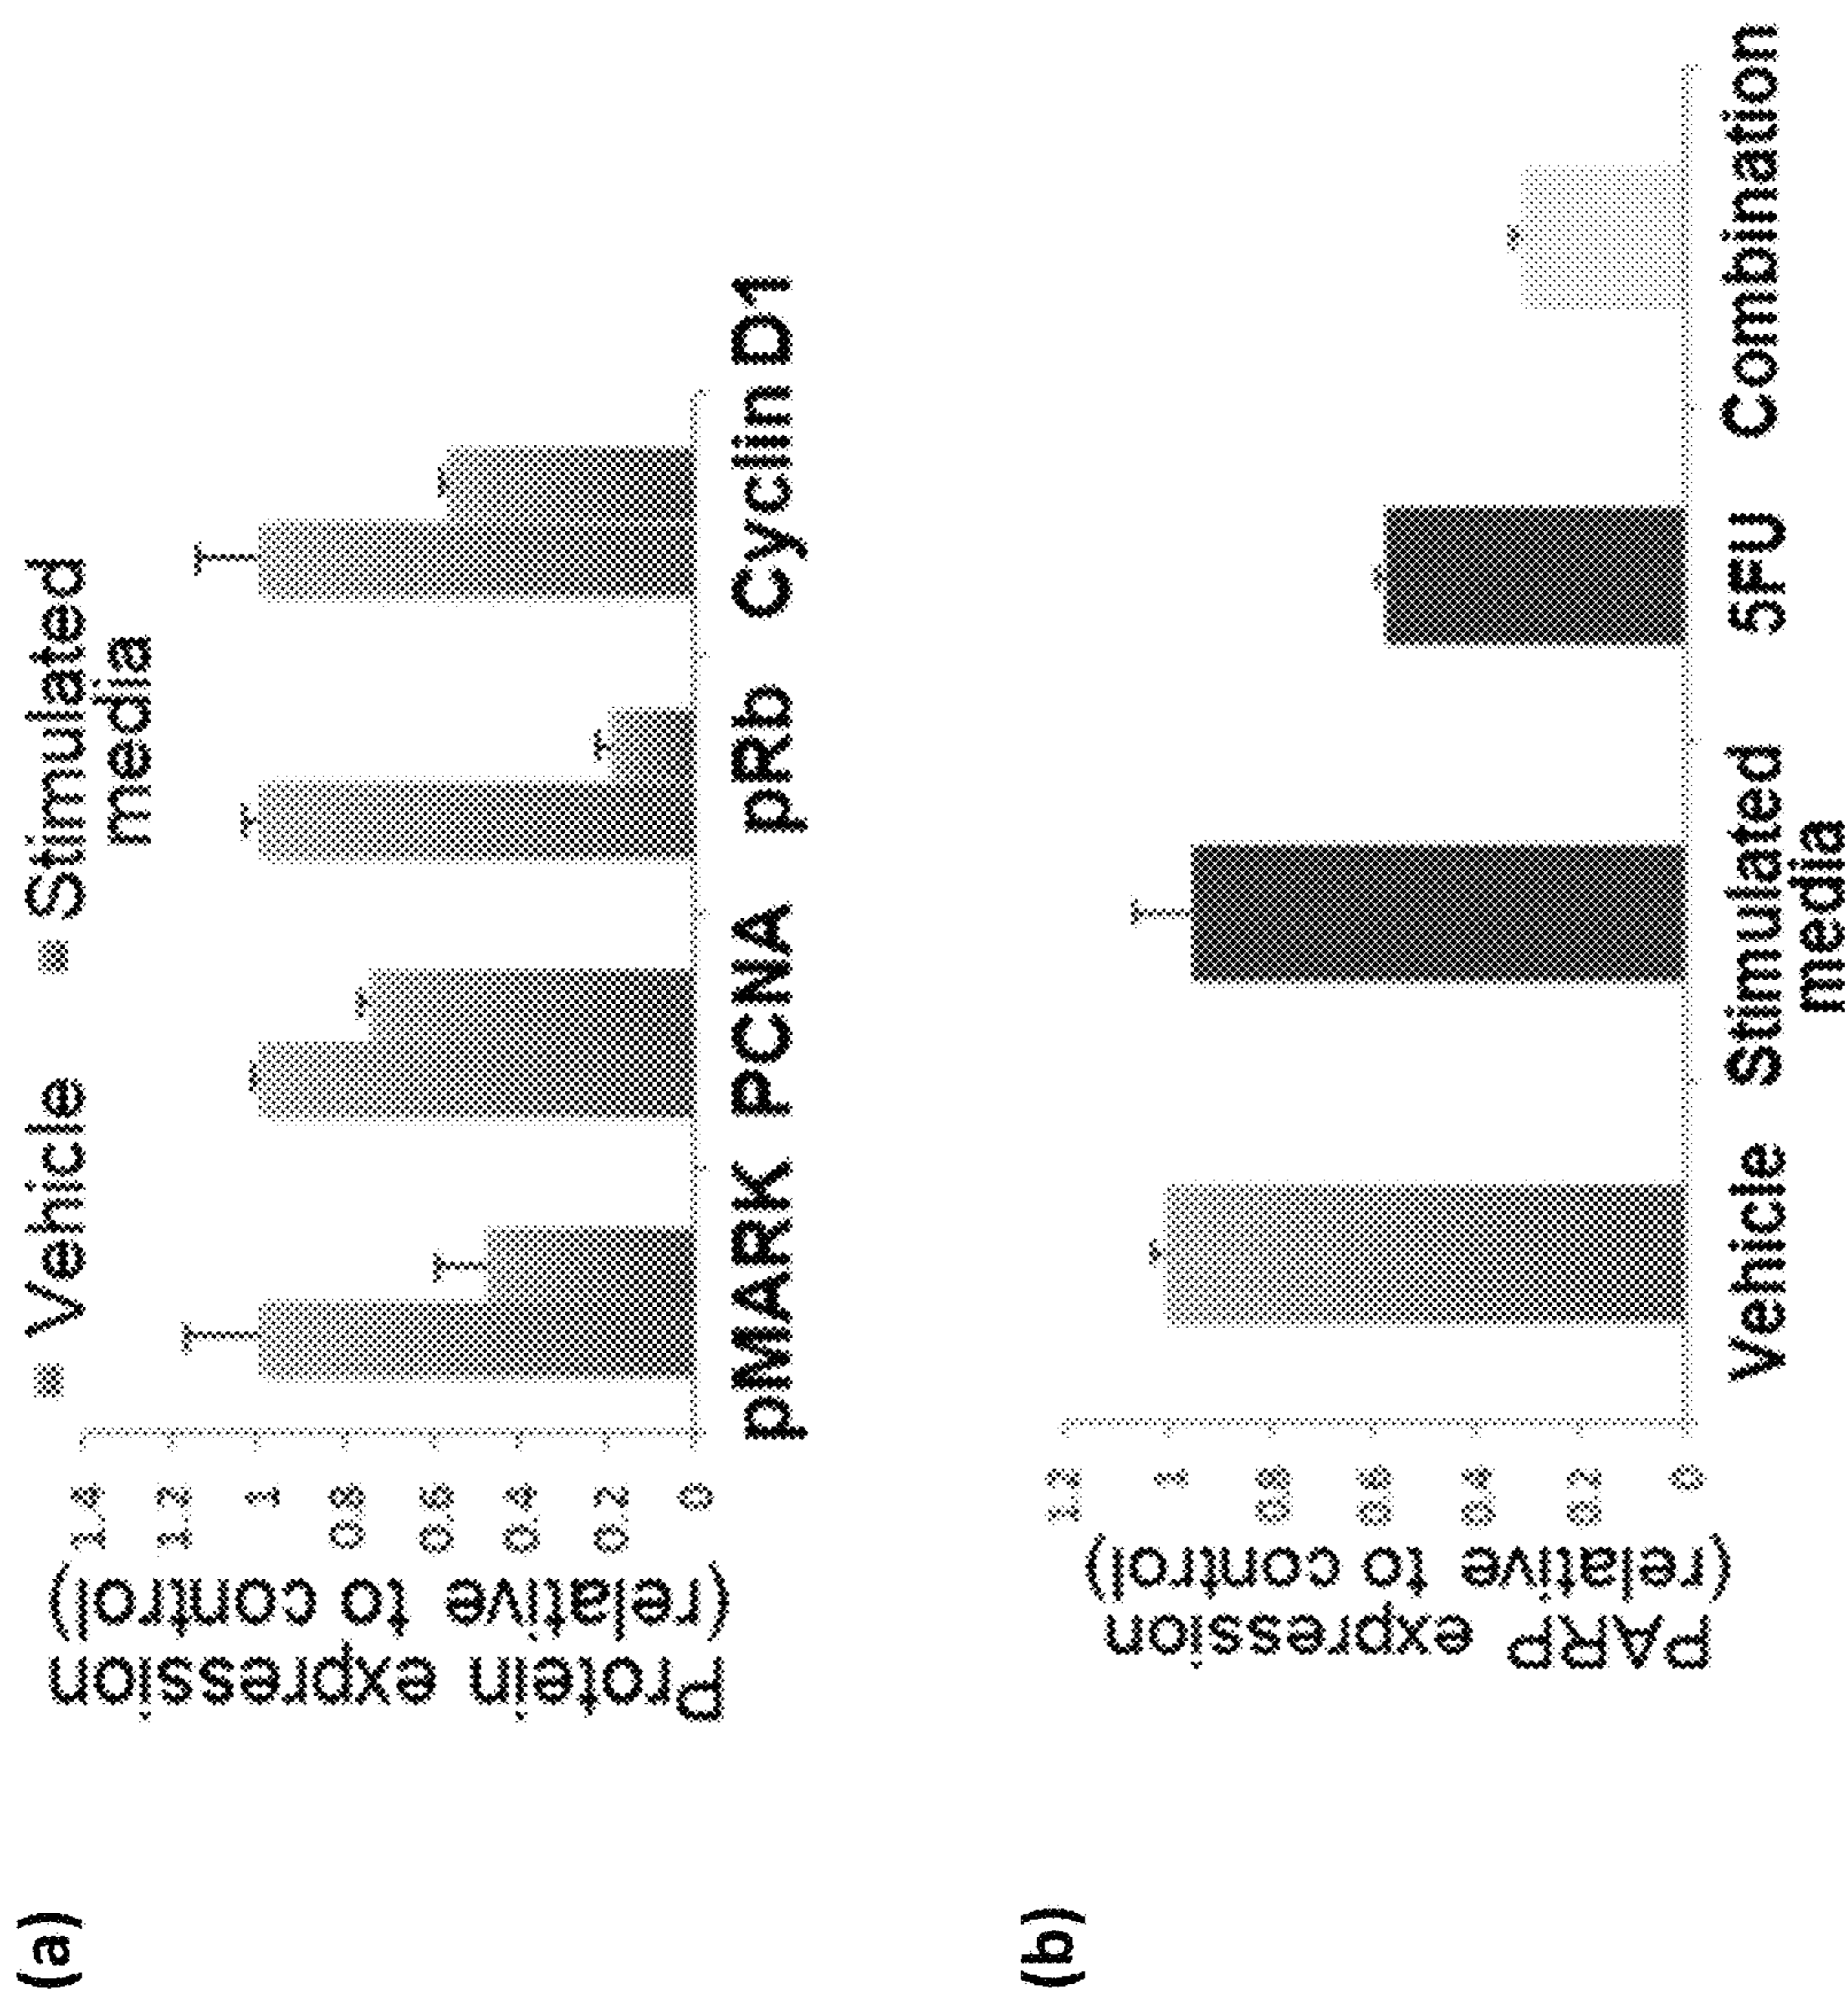 (a)
Vehicle
Stimulated
media
Protein expression
(relative to control)
1.4
1.2
1
0.8
0.6
0.4
0.2
0
pMARK PCNA pRb Cyclin D1
(b)
PARP expression
(relative to control)
1.2
1
0.8
0.6
0.4
0.2
0
Vehicle Stimulated 5FU Combination
media